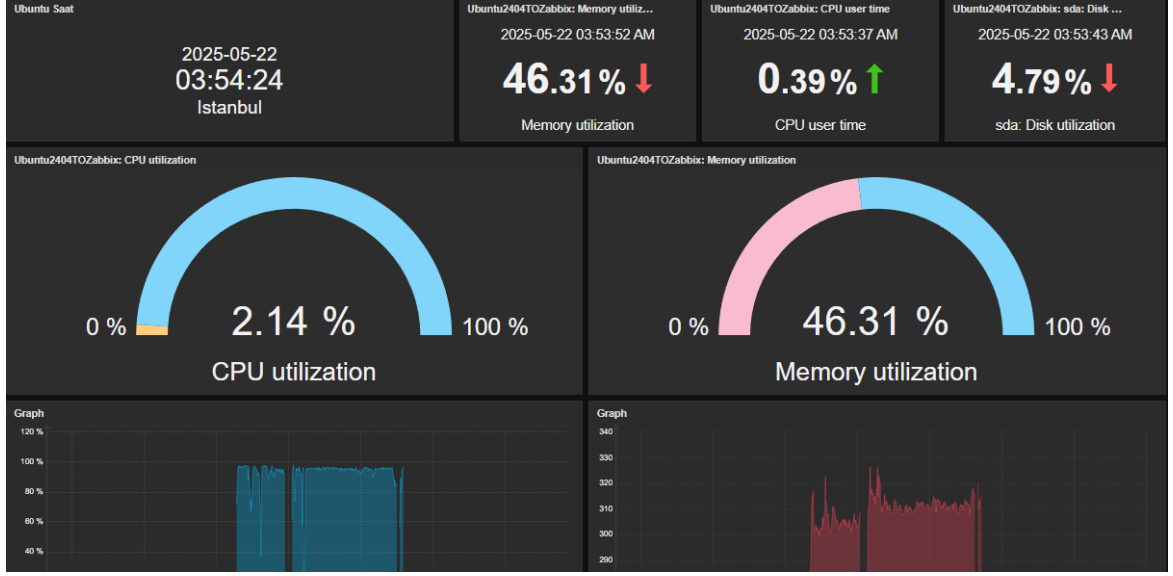 Ubuntu Saat
2025-05-22
03:54:24
Istanbul
Ubuntu2404TOZabbix: Memory utiliz...
2025-05-22 03:53:52 AM
46.31%
Memory utilization
Ubuntu2404TOZabbix: CPU user time
2025-05-22 03:53:37 AM
0.39%
CPU user time
Ubuntu2404TOZabbix: sda: Disk ...
2025-05-22 03:53:43 AM
4.79%
sda: Disk utilization
Ubuntu2404TOZabbix: CPU utilization
0 %
2.14 %
100 %
CPU utilization
Ubuntu2404TOZabbix: Memory utilization
0 %
46.31 %
100 %
Memory utilization
Graph
120 %
100 %
80 %
60 %
40 %
Graph
340
330
320
310
300
290